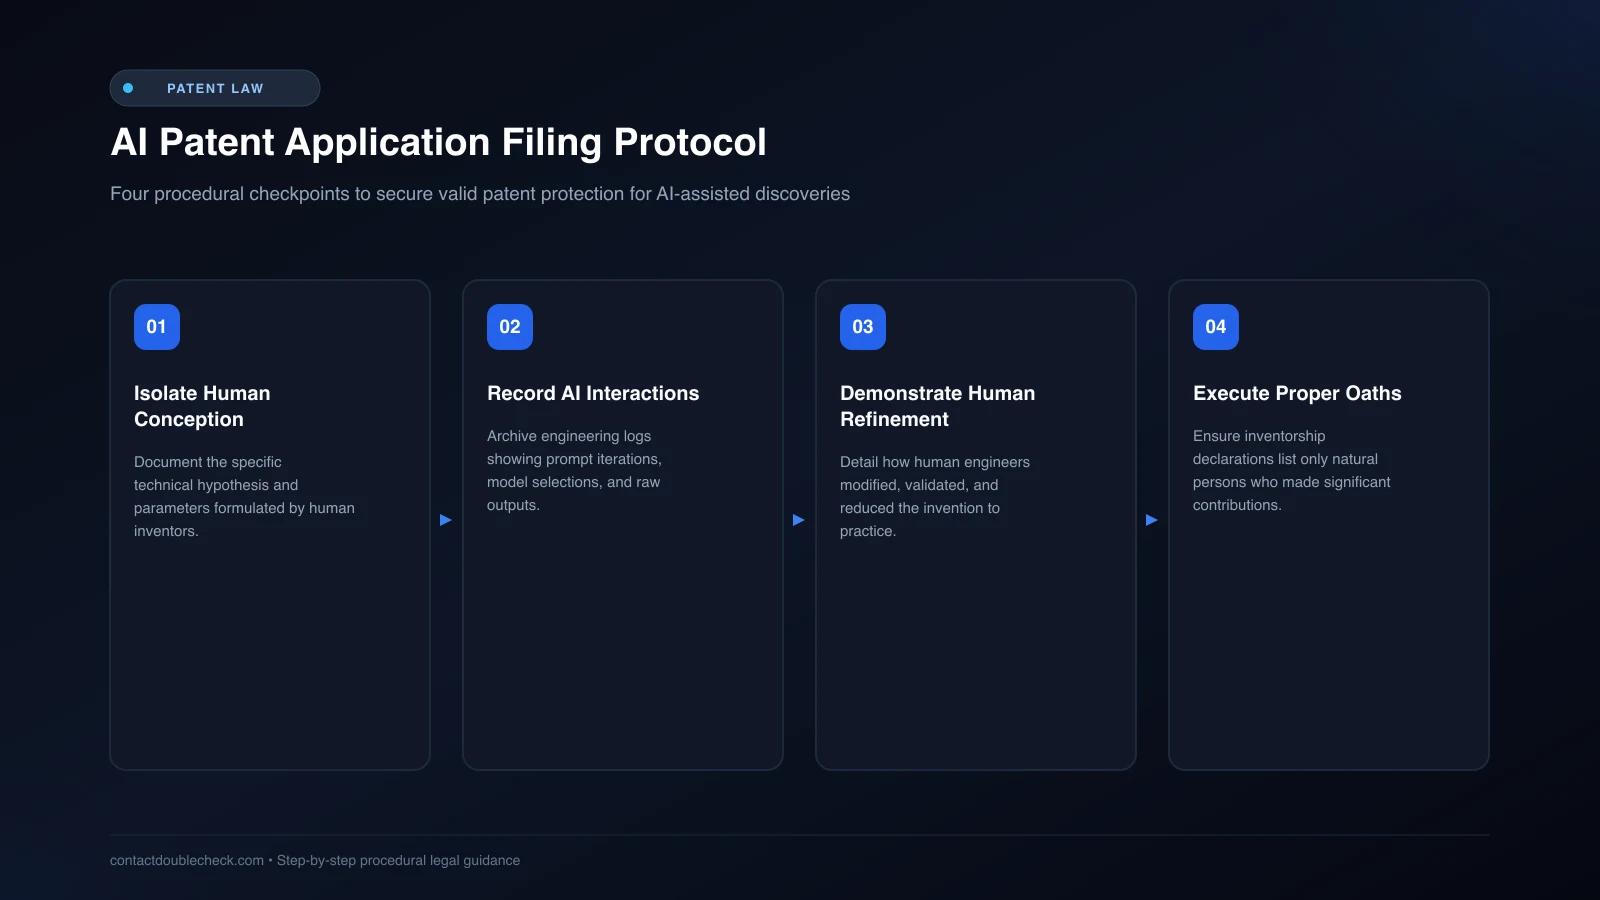 PATENT LAW
AI Patent Application Filing Protocol
Four procedural checkpoints to secure valid patent protection for AI-assisted discoveries
01
Isolate Human
Conception
Document the specific
technical hypothesis and
parameters formulated by human
inventors.
02
Record AI Interactions
Archive engineering logs
showing prompt iterations,
model selections, and raw
outputs.
03
Demonstrate Human
Refinement
Detail how human engineers
modified, validated, and
reduced the invention to
practice.
04
Execute Proper Oaths
Ensure inventorship
declarations list only natural
persons who made significant
contributions.
contactdoublecheck.com • Step-by-step procedural legal guidance